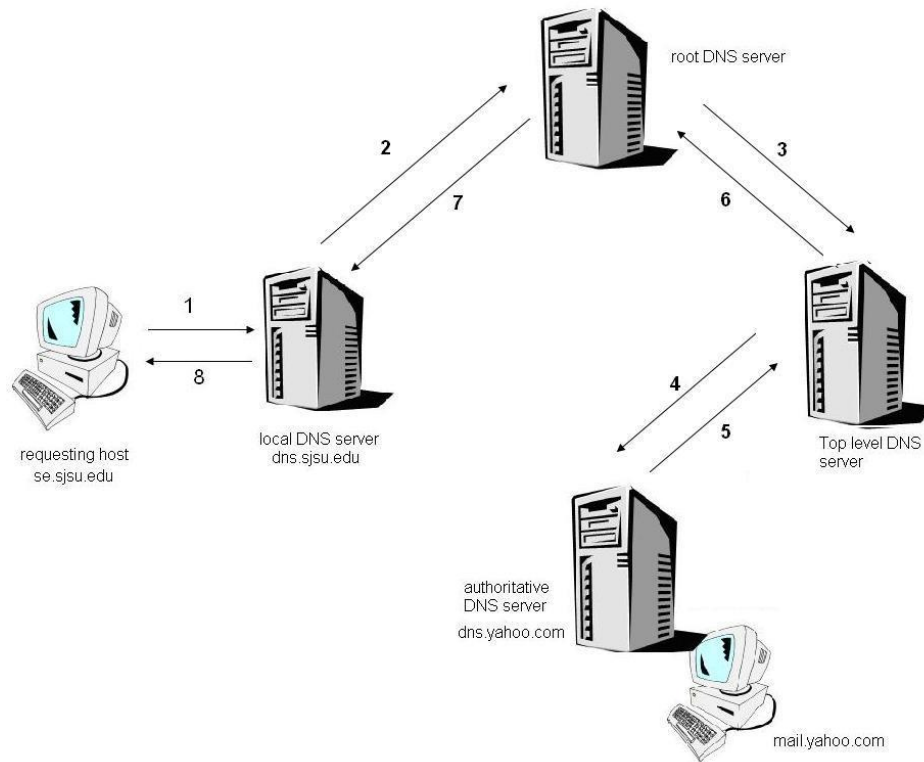 root DNS server
2
3
7
6
1
8
local DNS server
dns.sjsu.edu
requesting host
se.sjsu.edu
4
5
Top level DNS
server
authoritative
DNS server
dns.yahoo.com
mail.yahoo.com